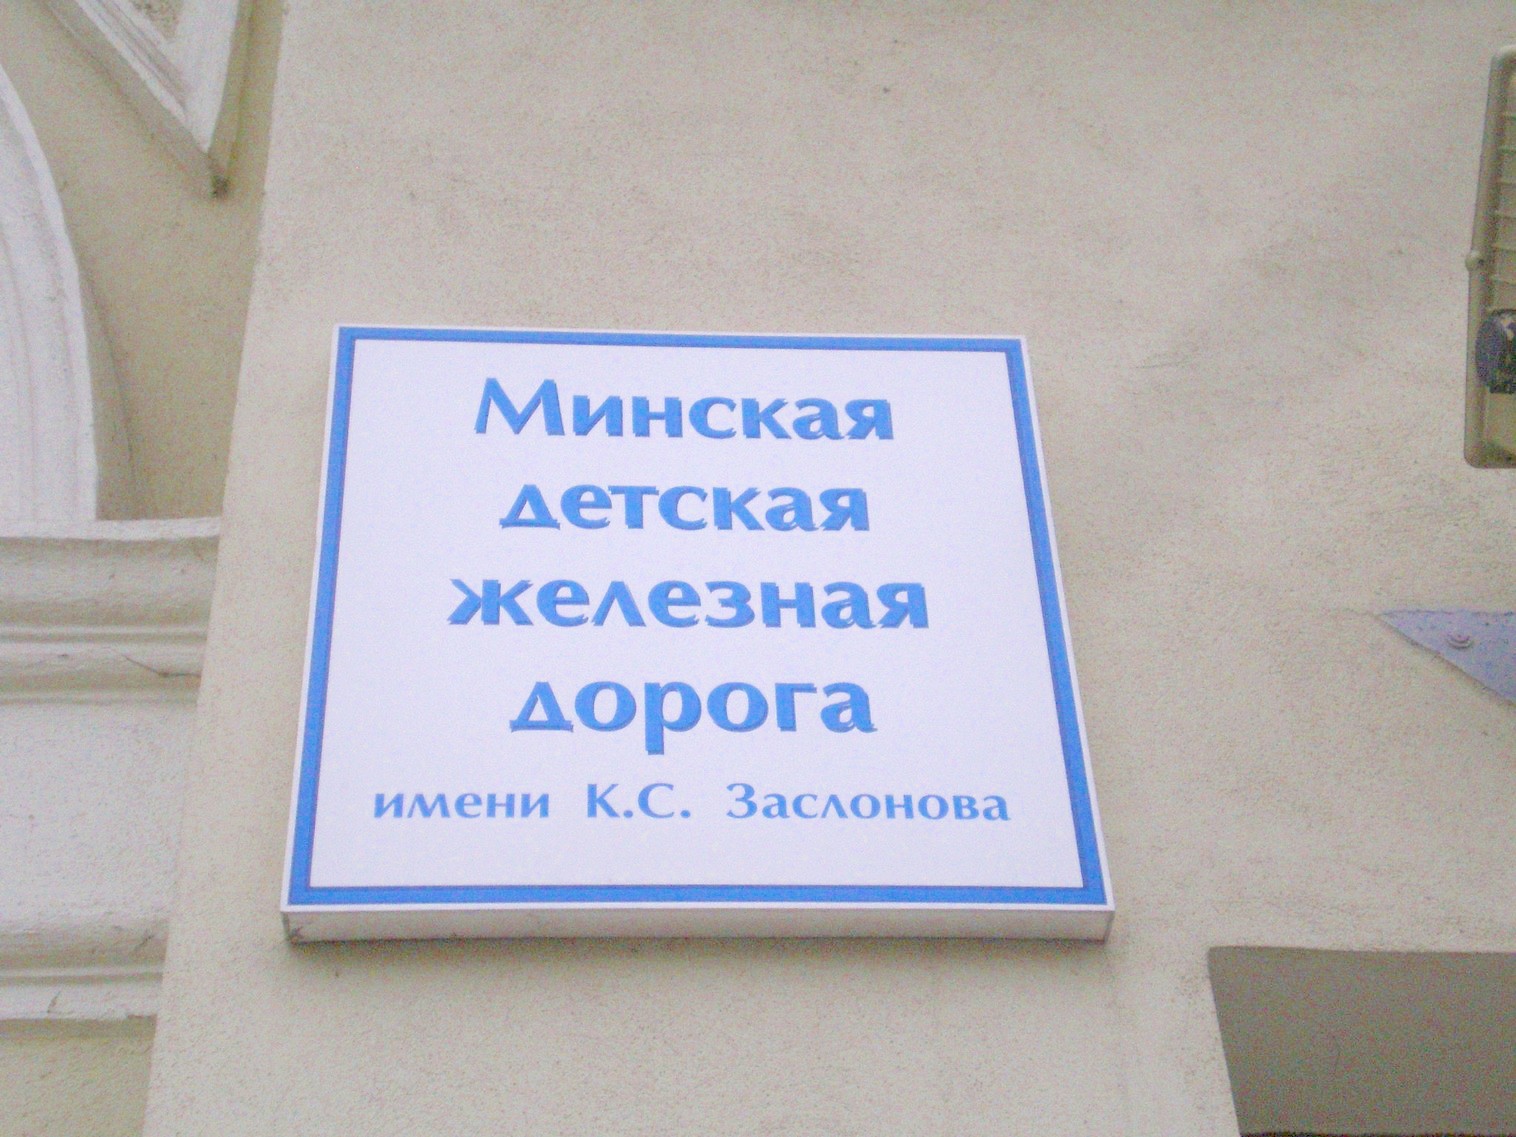 Минская
детская
железная
дорога
имени К.С. Заслонова